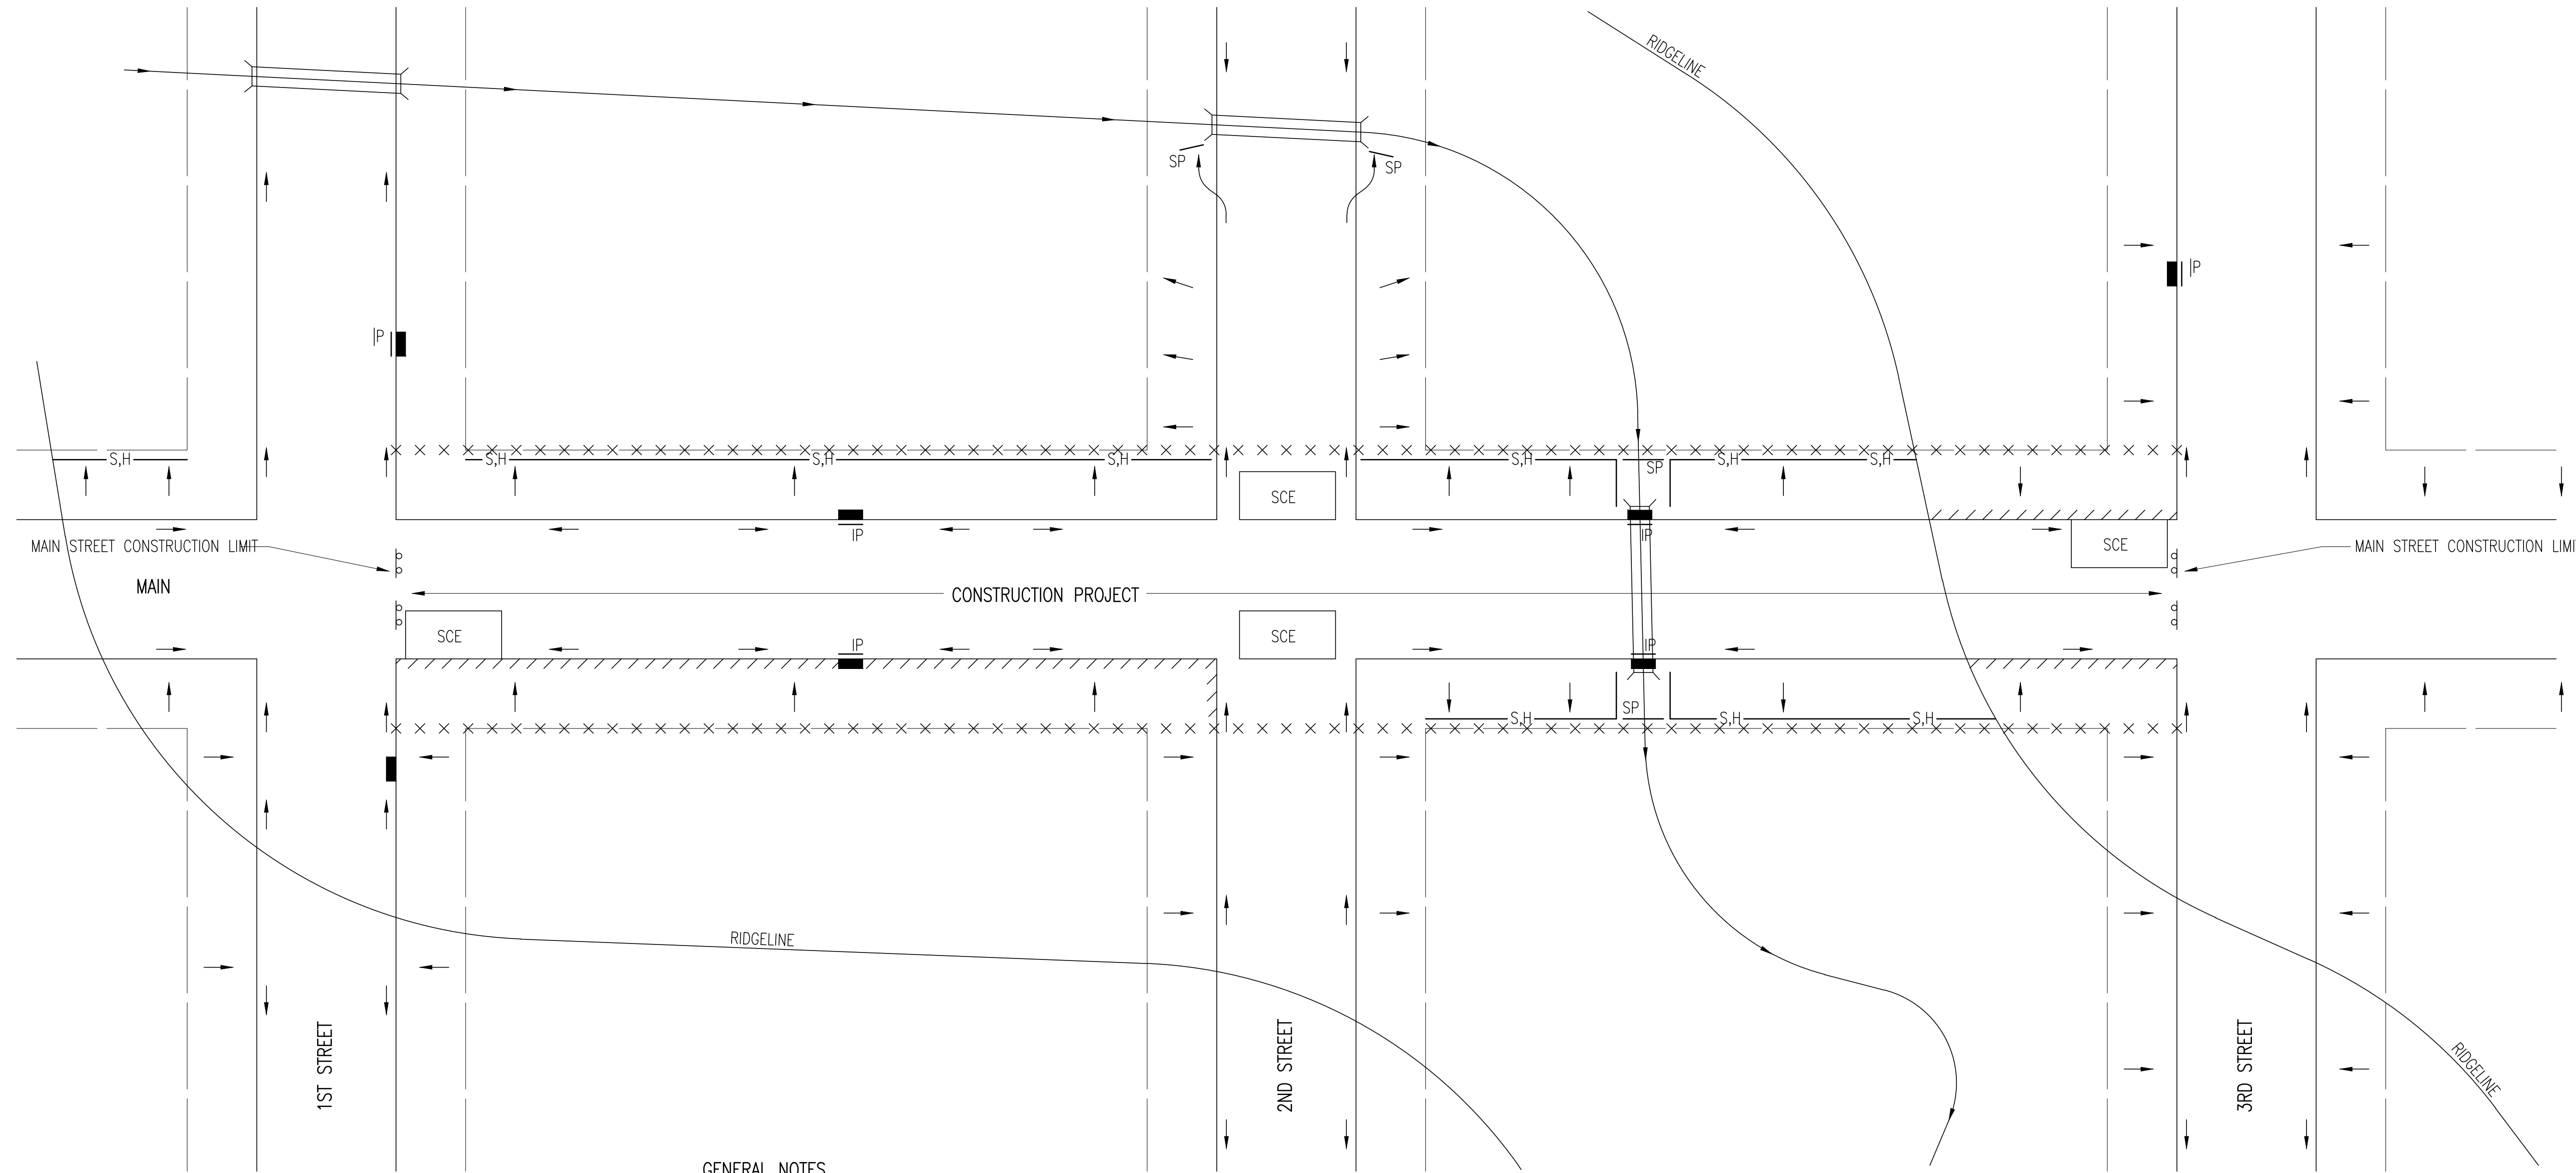 RIDGELINE
SP
SP
IP
IP
S,H
S,H
S,H
S,H
S,H
SP
S,H
S,H
SCE
IP
IP
MAIN STREET CONSTRUCTION LIMIT
SCE
MAIN STREET CONSTRUCTION LIMI
MAIN
CONSTRUCTION PROJECT
SCE
SCE
IP
IP
SP
S,H
S,H
S,H
RIDGELINE
1ST STREET
2ND STREET
3RD STREET
RIDGELINE
GENERAL NOTES